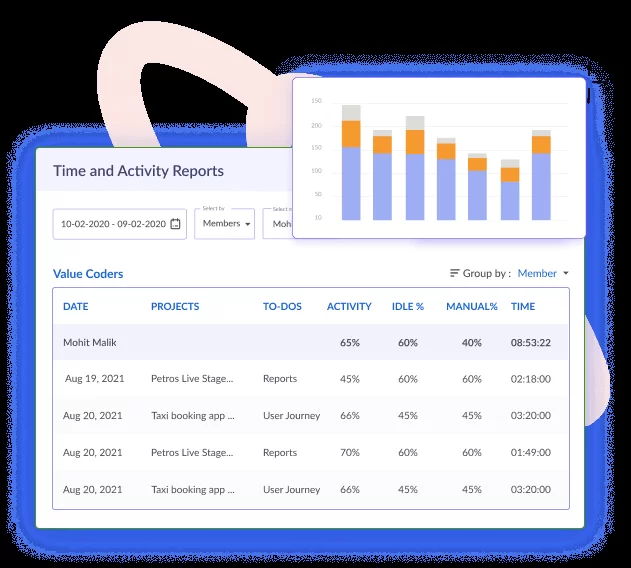 200
150
100
50
10
Time and Activity Reports
Select by
10-02-2020 - 09-02-2020 Members Moh
Value Coders Group by : Member
DATE PROJECTS TO-DOS ACTIVITY IDLE % MANUAL% TIME
Mohit Malik 65% 60% 40% 08:53:22
Aug 19, 2021 Petros Live Stage... Reports 45% 60% 60% 02:18:00
Aug 20, 2021 Taxi booking app ... User Journey 66% 45% 45% 03:20:00
Aug 20, 2021 Petros Live Stage... Reports 70% 60% 60% 01:49:00
Aug 20, 2021 Taxi booking app ... User Journey 66% 45% 45% 03:20:00